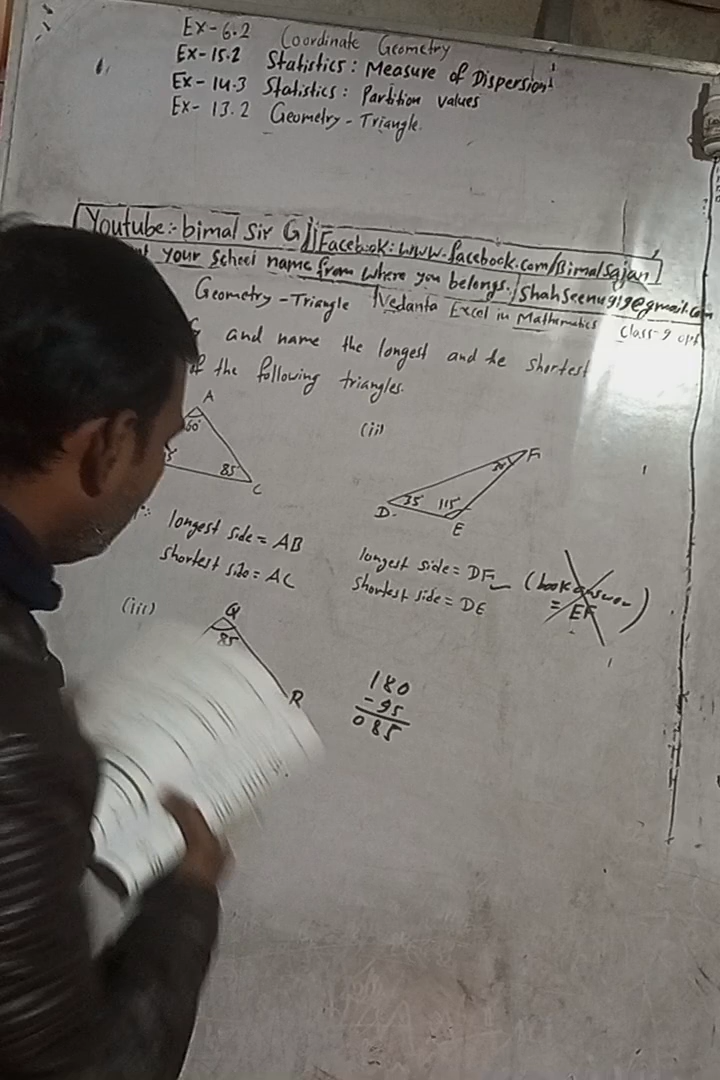 Ex-6.2 Coordinate Geometry
Ex-15.2 Statistics: Measure of Dispersion
Ex-14.3 Statistics: Partition values
Ex-13.2 Geometry-Triangle.
Youtube:- bimal Sir G
Facebook: www.facebook.com/BimalSajan
your school name from where you belongs.
Geometry-Triangle Vedanta Excel in Mathematics Class-9 opt
and name the longest and he shortest
of the following triangles.
A
60°
85°
C
(ii)
F
D
35
115°
E
longest side = AB
shortest side = AC
longest side = DF
shortest side = DE
(book answer
= EF)
(iii)
Q
85
R
180
-95
085